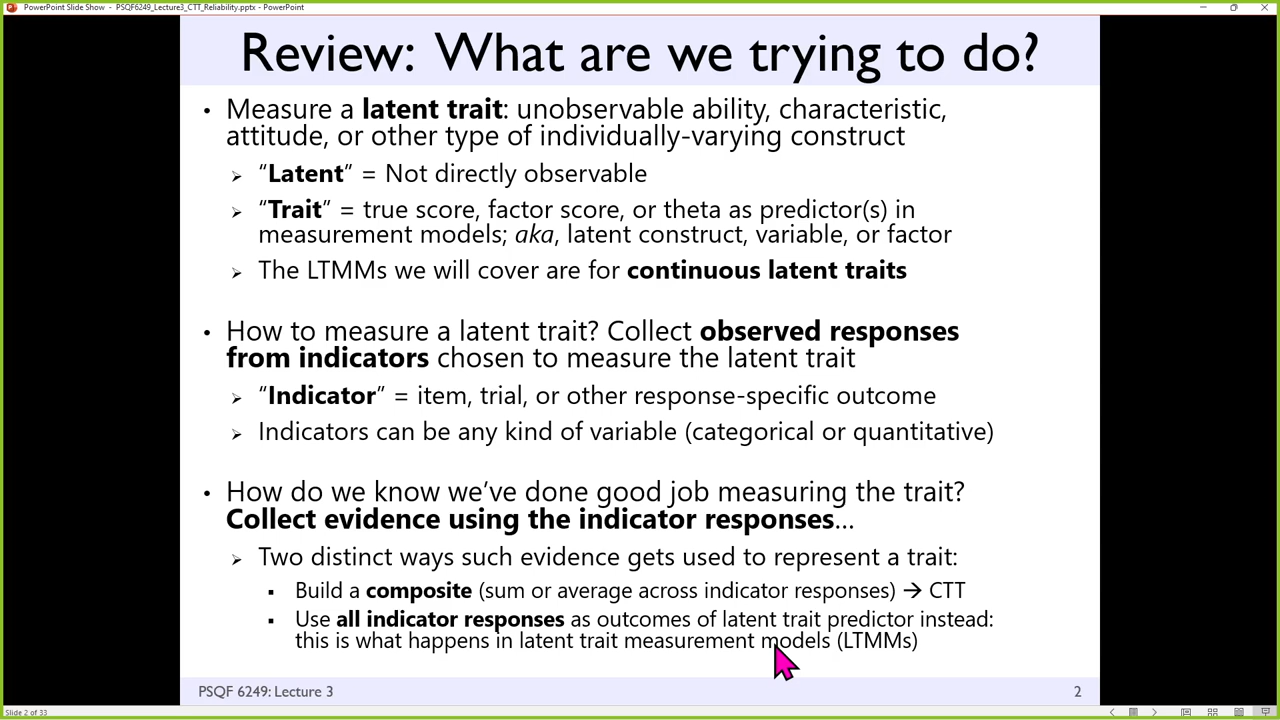 PowerPoint Slide Show - PSQF6249_Lecture3_CTT_Reliability.pptx - PowerPoint
Review: What are we trying to do?
• Measure a latent trait: unobservable ability, characteristic,
attitude, or other type of individually-varying construct
➢ “Latent” = Not directly observable
➢ “Trait” = true score, factor score, or theta as predictor(s) in
measurement models; aka, latent construct, variable, or factor
➢ The LTMMs we will cover are for continuous latent traits
• How to measure a latent trait? Collect observed responses
from indicators chosen to measure the latent trait
➢ “Indicator” = item, trial, or other response-specific outcome
➢ Indicators can be any kind of variable (categorical or quantitative)
• How do we know we’ve done good job measuring the trait?
Collect evidence using the indicator responses…
➢ Two distinct ways such evidence gets used to represent a trait:
▪ Build a composite (sum or average across indicator responses) → CTT
▪ Use all indicator responses as outcomes of latent trait predictor instead:
this is what happens in latent trait measurement models (LTMMs)
PSQF 6249: Lecture 3
2
Slide 2 of 33